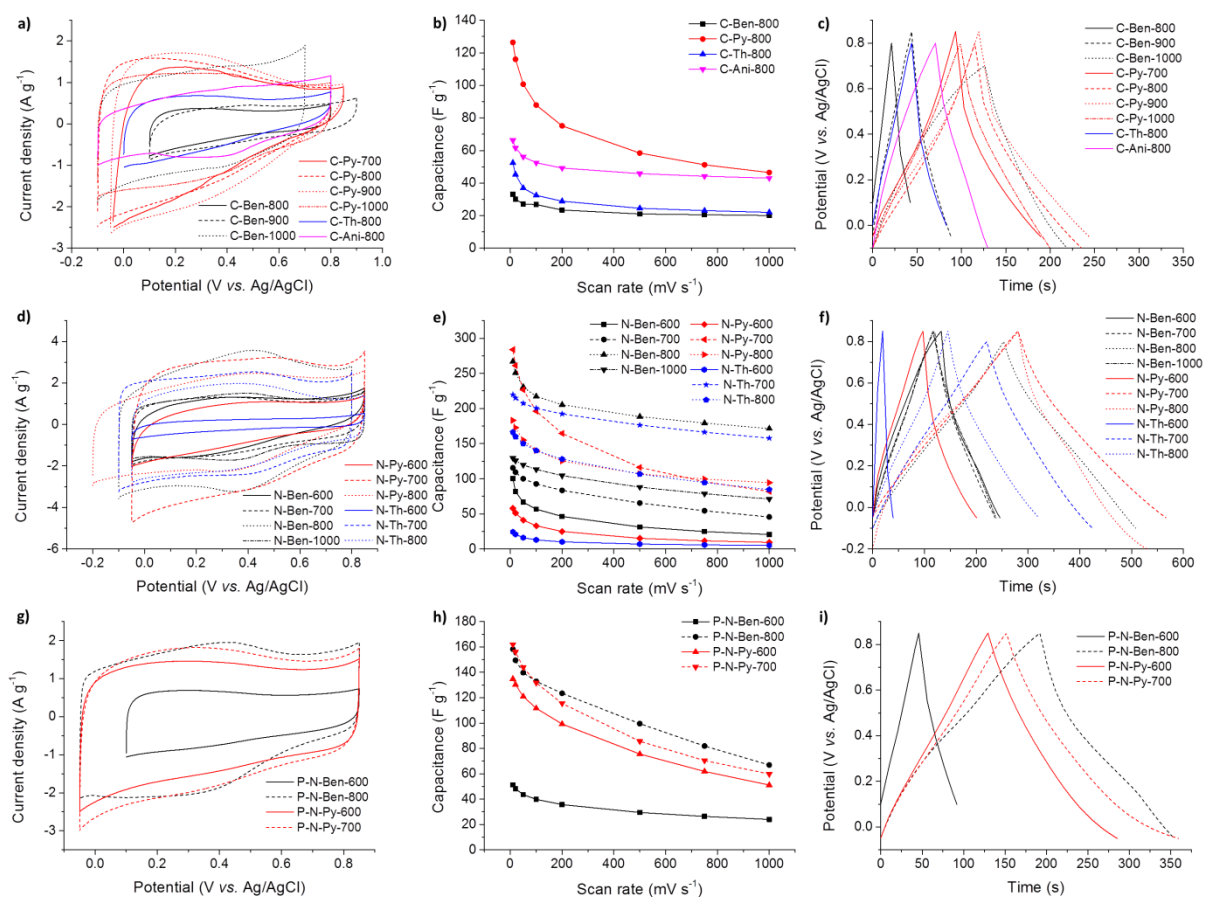 a)
Current density (A g⁻¹)
2
1
0
-1
-2
-3
C-Py-700
C-Py-800
C-Py-900
C-Py-1000
C-Th-800
C-Ani-800
C-Ben-800
C-Ben-900
C-Ben-1000
-0.2 0.0 0.2 0.4 0.6 0.8 1.0
Potential (V vs. Ag/AgCl)
b)
Capacitance (F g⁻¹)
140
120
100
80
60
40
20
0
C-Ben-800
C-Py-800
C-Th-800
C-Ani-800
0 200 400 600 800 1000
Scan rate (mV s⁻¹)
c)
Potential (V vs. Ag/AgCl)
0.8
0.6
0.4
0.2
0.0
C-Ben-800
C-Ben-900
C-Ben-1000
C-Py-700
C-Py-800
C-Py-900
C-Py-1000
C-Th-800
C-Ani-800
0 50 100 150 200 250 300 350
Time (s)
d)
Current density (A g⁻¹)
6
4
2
0
-2
-4
-6
N-Py-600
N-Py-700
N-Py-800
N-Th-600
N-Th-700
N-Th-800
N-Ben-600
N-Ben-700
N-Ben-800
N-Ben-1000
-0.2 0.0 0.2 0.4 0.6 0.8
Potential (V vs. Ag/AgCl)
e)
Capacitance (F g⁻¹)
300
250
200
150
100
50
0
N-Ben-600
N-Ben-700
N-Ben-800
N-Ben-1000
N-Py-600
N-Py-700
N-Py-800
N-Th-600
N-Th-700
N-Th-800
0 200 400 600 800 1000
Scan rate (mV s⁻¹)
f)
Potential (V vs. Ag/AgCl)
0.8
0.6
0.4
0.2
0.0
-0.2
N-Ben-600
N-Ben-700
N-Ben-800
N-Ben-1000
N-Py-600
N-Py-700
N-Py-800
N-Th-600
N-Th-700
N-Th-800
0 100 200 300 400 500 600
Time (s)
g)
Current density (A g⁻¹)
2
1
0
-1
-2
-3
P-N-Ben-600
P-N-Ben-800
P-N-Py-600
P-N-Py-700
0.0 0.2 0.4 0.6 0.8
Potential (V vs. Ag/AgCl)
h)
Capacitance (F g⁻¹)
180
160
140
120
100
80
60
40
20
0
P-N-Ben-600
P-N-Ben-800
P-N-Py-600
P-N-Py-700
0 200 400 600 800 1000
Scan rate (mV s⁻¹)
i)
Potential (V vs. Ag/AgCl)
0.8
0.6
0.4
0.2
0.0
P-N-Ben-600
P-N-Ben-800
P-N-Py-600
P-N-Py-700
0 50 100 150 200 250 300 350
Time (s)